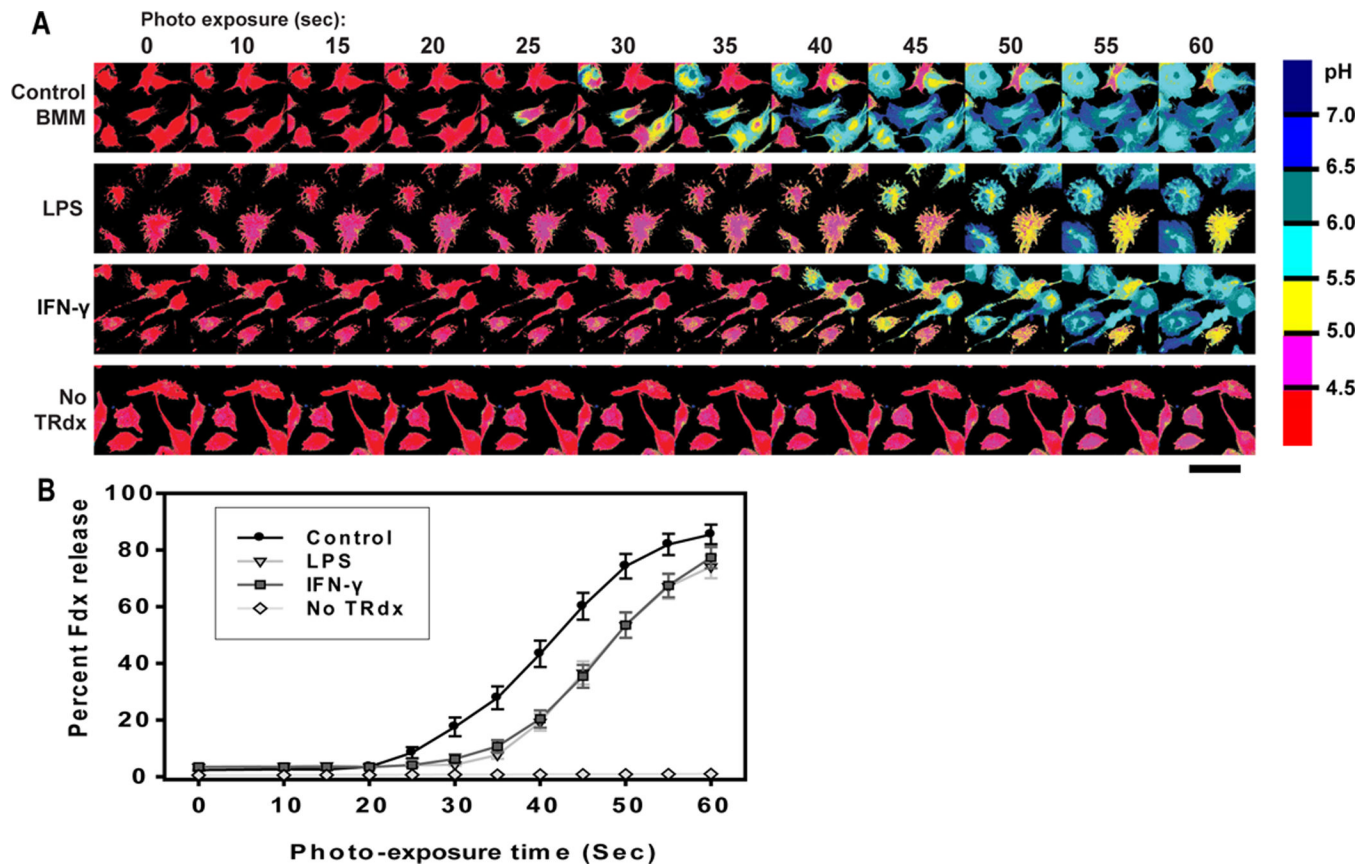 A
Photo exposure (sec):
0 10 15 20 25 30 35 40 45 50 55 60
Control
BMM
LPS
IFN-γ
No
TRdx
pH
7.0
6.5
6.0
5.5
5.0
4.5
B
Percent Fdx release
100
80
60
40
20
0
Control
LPS
IFN-γ
No TRdx
0 10 20 30 40 50 60
Photo-exposure time (Sec)